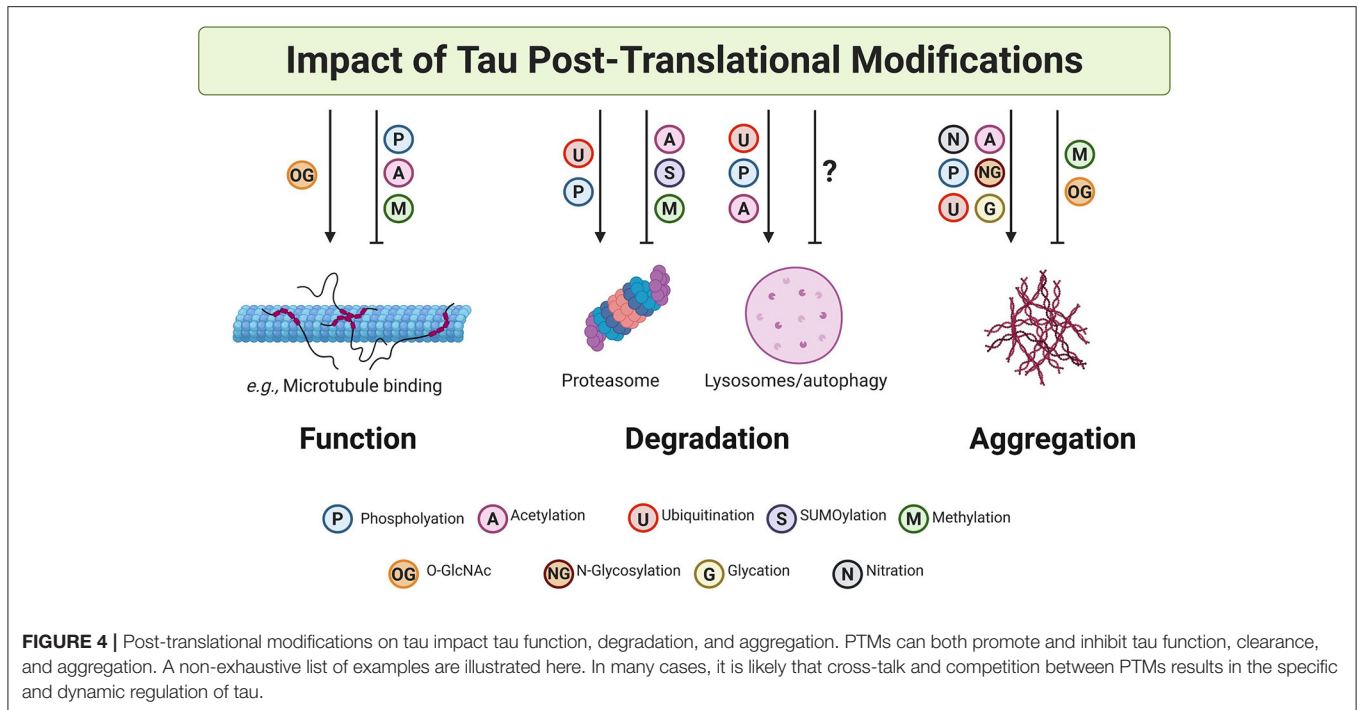 Impact of Tau Post-Translational Modifications
OG
P
A
M
U
P
A
S
M
U
P
A
?
N A
P NG
U G
M
OG
e.g., Microtubule binding
Proteasome
Lysosomes/autophagy
Function
Degradation
Aggregation
P Phospholyation A Acetylation U Ubiquitination S SUMOylation M Methylation
OG O-GlcNAc NG N-Glycosylation G Glycation N Nitration
FIGURE 4 | Post-translational modifications on tau impact tau function, degradation, and aggregation. PTMs can both promote and inhibit tau function, clearance,
and aggregation. A non-exhaustive list of examples are illustrated here. In many cases, it is likely that cross-talk and competition between PTMs results in the specific
and dynamic regulation of tau.